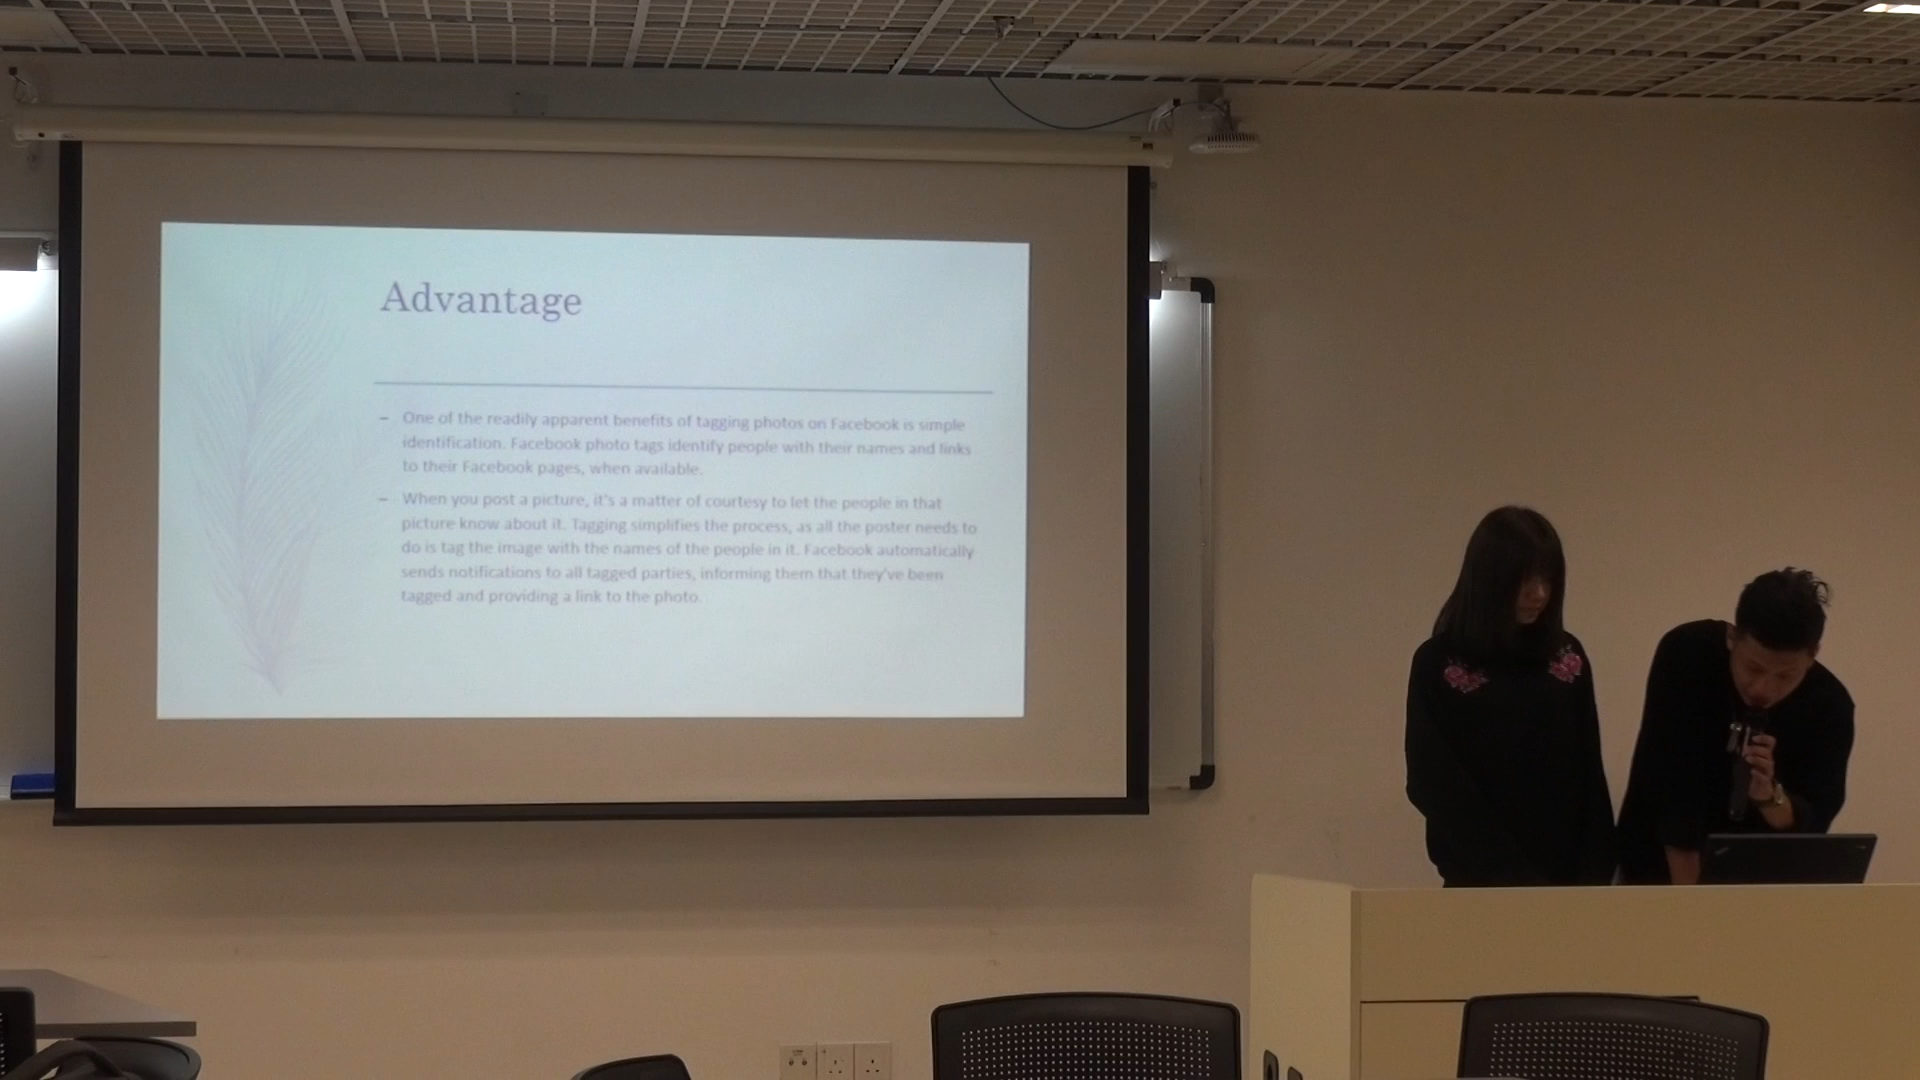 Advantage
– One of the readily apparent benefits of tagging photos on Facebook is simple
identification. Facebook photo tags identify people with their names and links
to their Facebook pages, when available.
– When you post a picture, it's a matter of courtesy to let the people in that
picture know about it. Tagging simplifies the process, as all the poster needs to
do is tag the image with the names of the people in it. Facebook automatically
sends notifications to all tagged parties, informing them that they've been
tagged and providing a link to the photo.